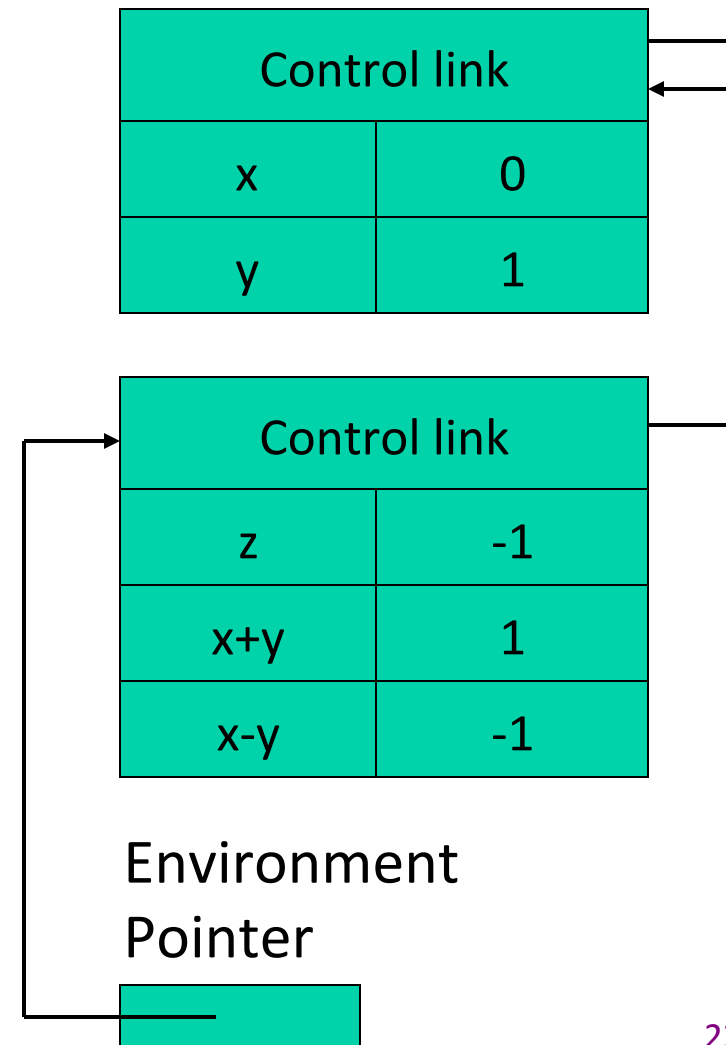 Control link
x 0
y 1
Control link
z -1
x+y 1
x-y -1
Environment
Pointer